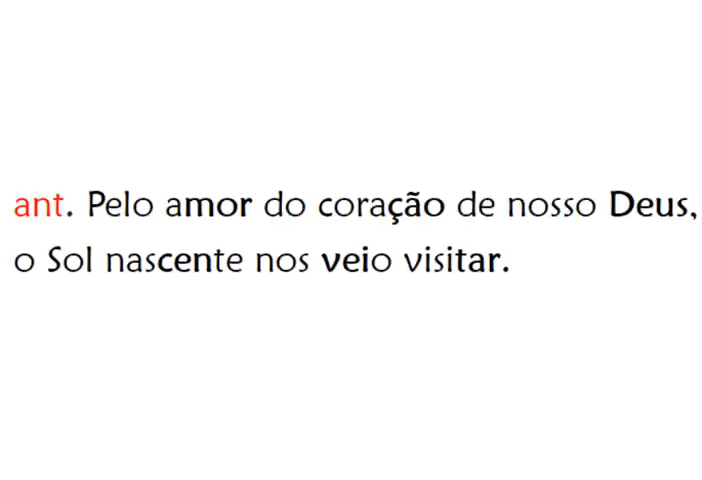 ant. Pelo amor do coração de nosso Deus,
o Sol nascente nos veio visitar.